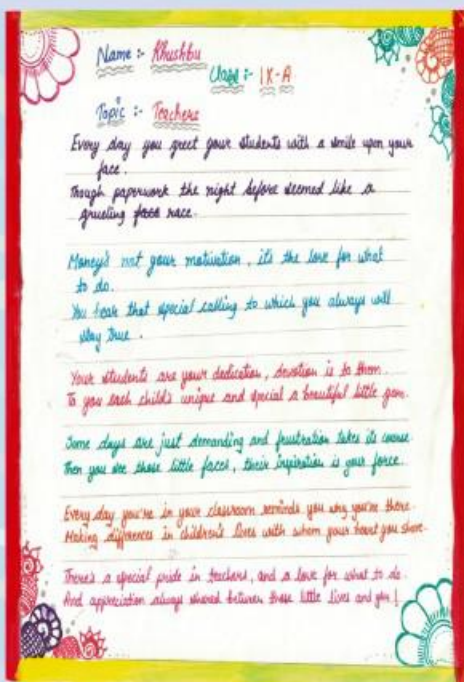 Name :- Khushbu
Class :- IX-A
Topic :- Teachers
Every day you greet your students with a smile upon your
face.
Though paperwork the night before seemed like a
grueling race.
Money's not your motivation, it's the love for what
to do.
You hear that special calling to which you always will
stay true.
Your students are your dedication, devotion is to them.
To you each child's unique and special a beautiful little gem.
Some days are just demanding and frustration takes its course
Then you see those little faces, their inspiration is your force.
Every day you're in your classroom reminds you why you're there.
Making differences in children's lives with whom your heart you share.
There's a special pride in teachers, and a love for what to do.
And appreciation always shared between those little lives and you!